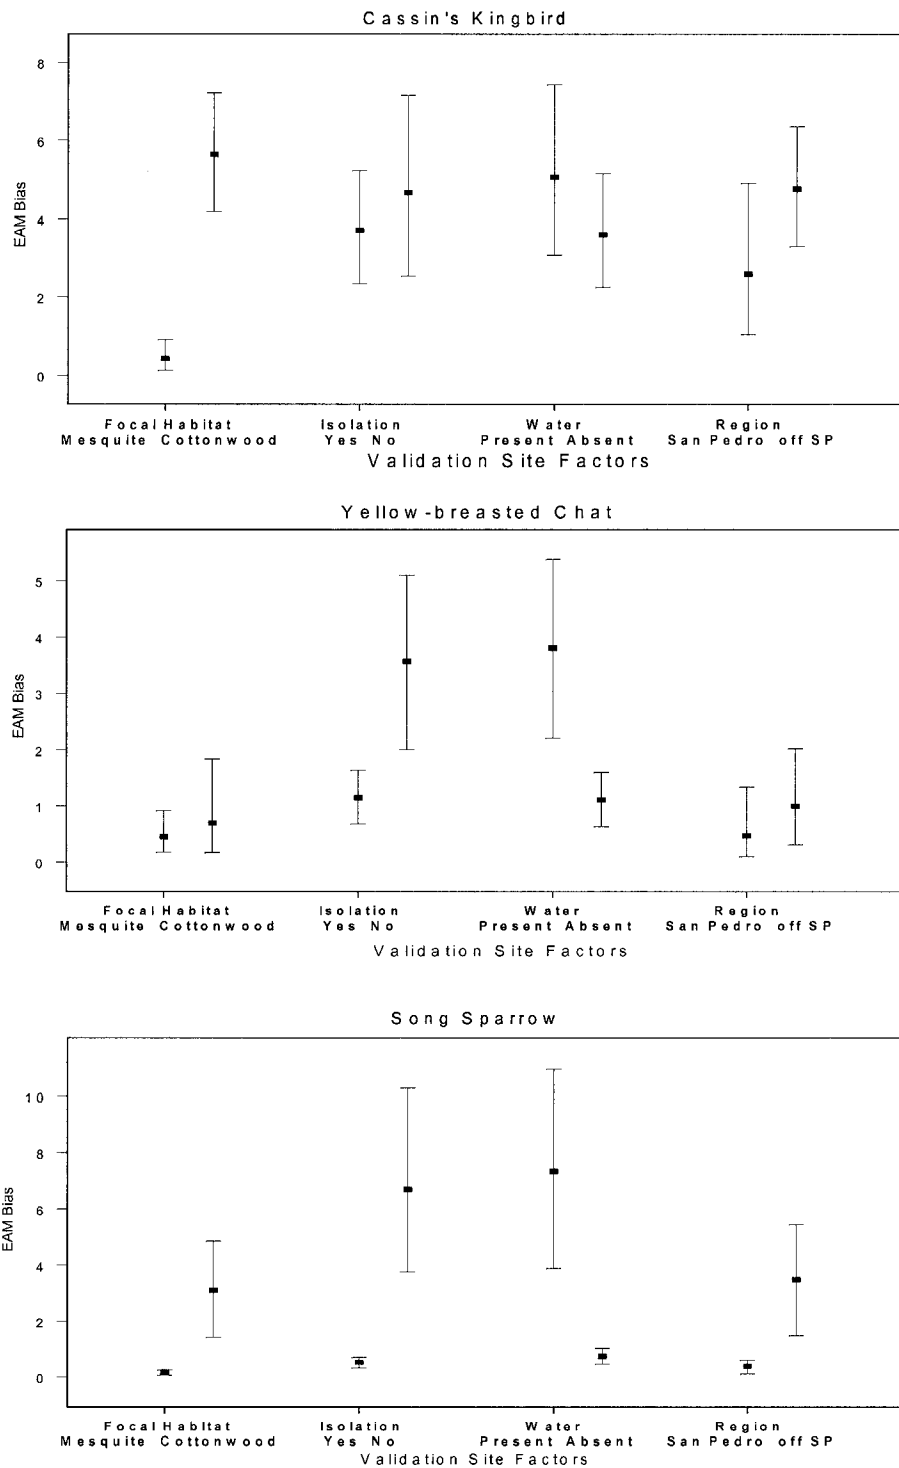 Cassin's Kingbird
8
6
4
2
0
EAM Bias
Focal Habitat Isolation Water Region
Mesquite Cottonwood Yes No Present Absent San Pedro off SP
Validation Site Factors
Yellow-breasted Chat
5
4
3
2
1
0
EAM Bias
Focal Habitat Isolation Water Region
Mesquite Cottonwood Yes No Present Absent San Pedro off SP
Validation Site Factors
Song Sparrow
10
8
6
4
2
0
EAM Bias
Focal Habitat Isolation Water Region
Mesquite Cottonwood Yes No Present Absent San Pedro off SP
Validation Site Factors